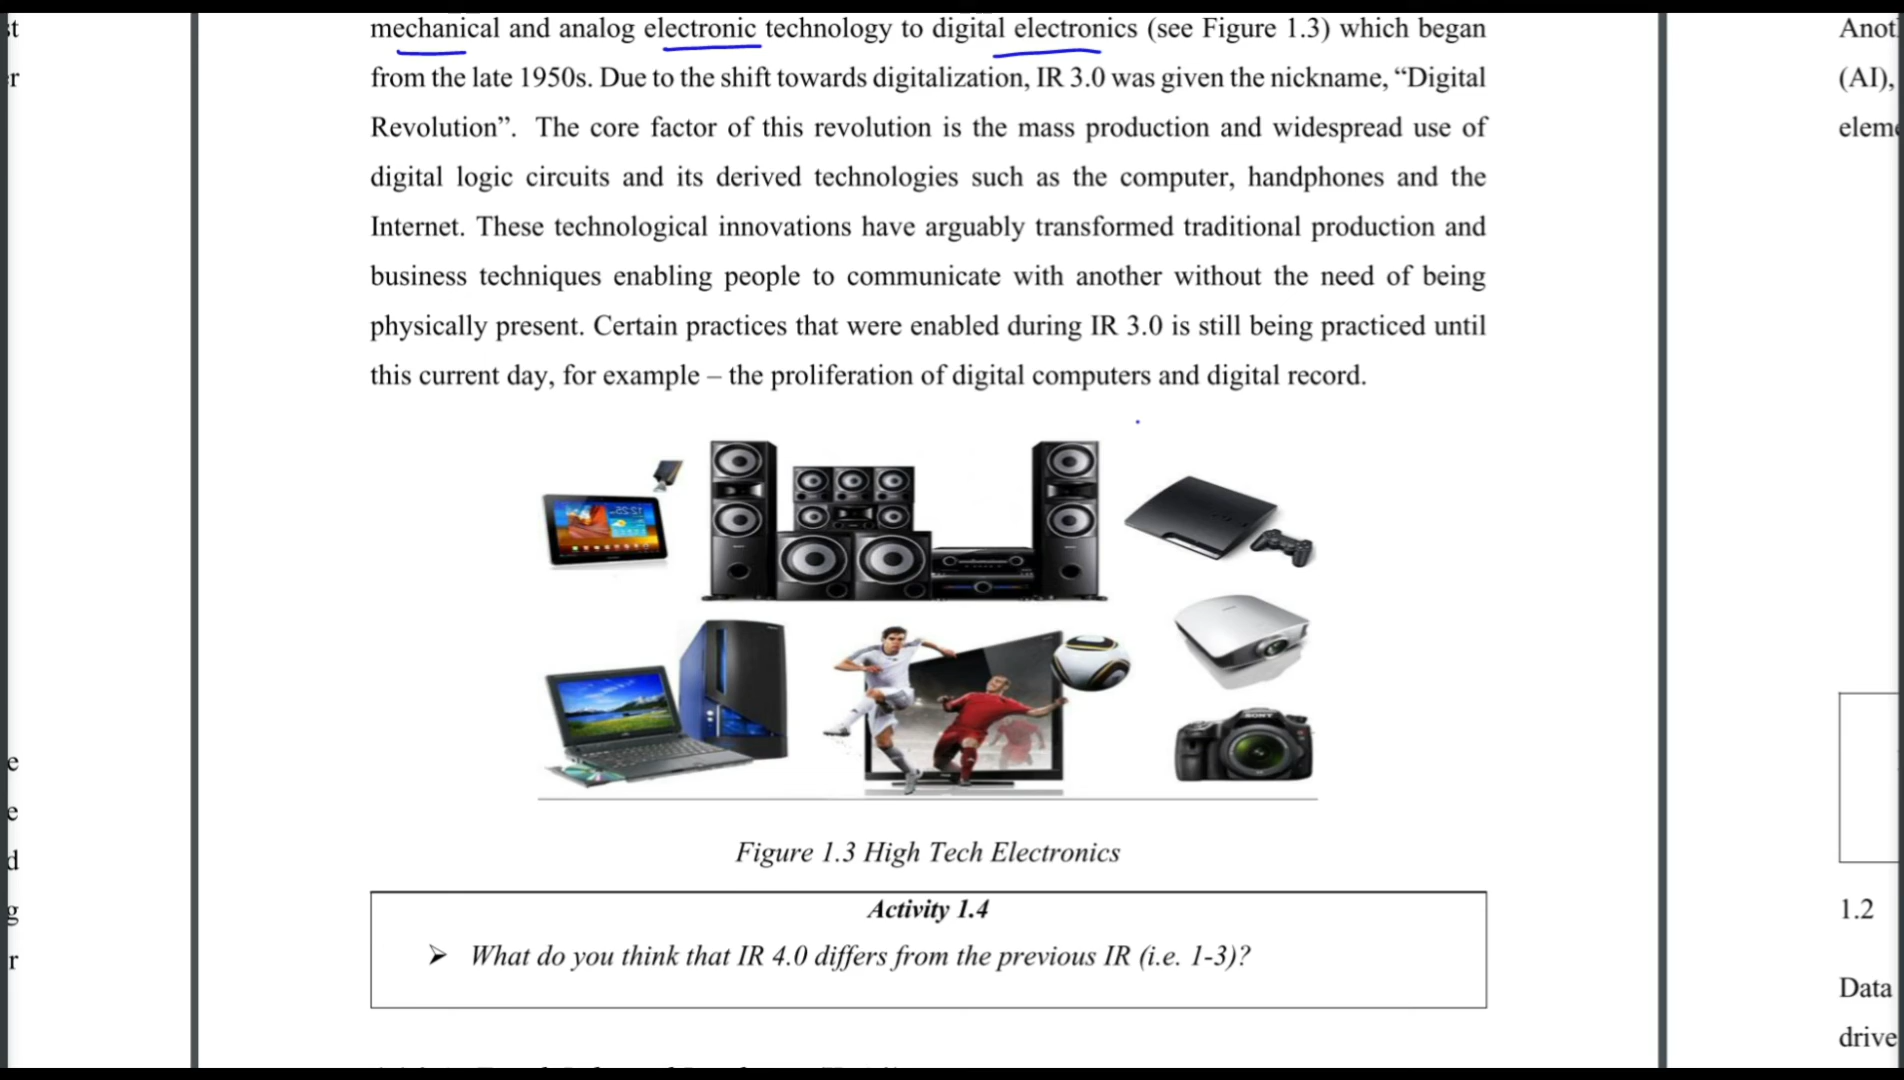 mechanical and analog electronic technology to digital electronics (see Figure 1.3) which began
from the late 1950s. Due to the shift towards digitalization, IR 3.0 was given the nickname, “Digital
Revolution”. The core factor of this revolution is the mass production and widespread use of
digital logic circuits and its derived technologies such as the computer, handphones and the
Internet. These technological innovations have arguably transformed traditional production and
business techniques enabling people to communicate with another without the need of being
physically present. Certain practices that were enabled during IR 3.0 is still being practiced until
this current day, for example – the proliferation of digital computers and digital record.
SONY
Figure 1.3 High Tech Electronics
Activity 1.4
➢ What do you think that IR 4.0 differs from the previous IR (i.e. 1-3)?
(AI),
1.2
Data
drive